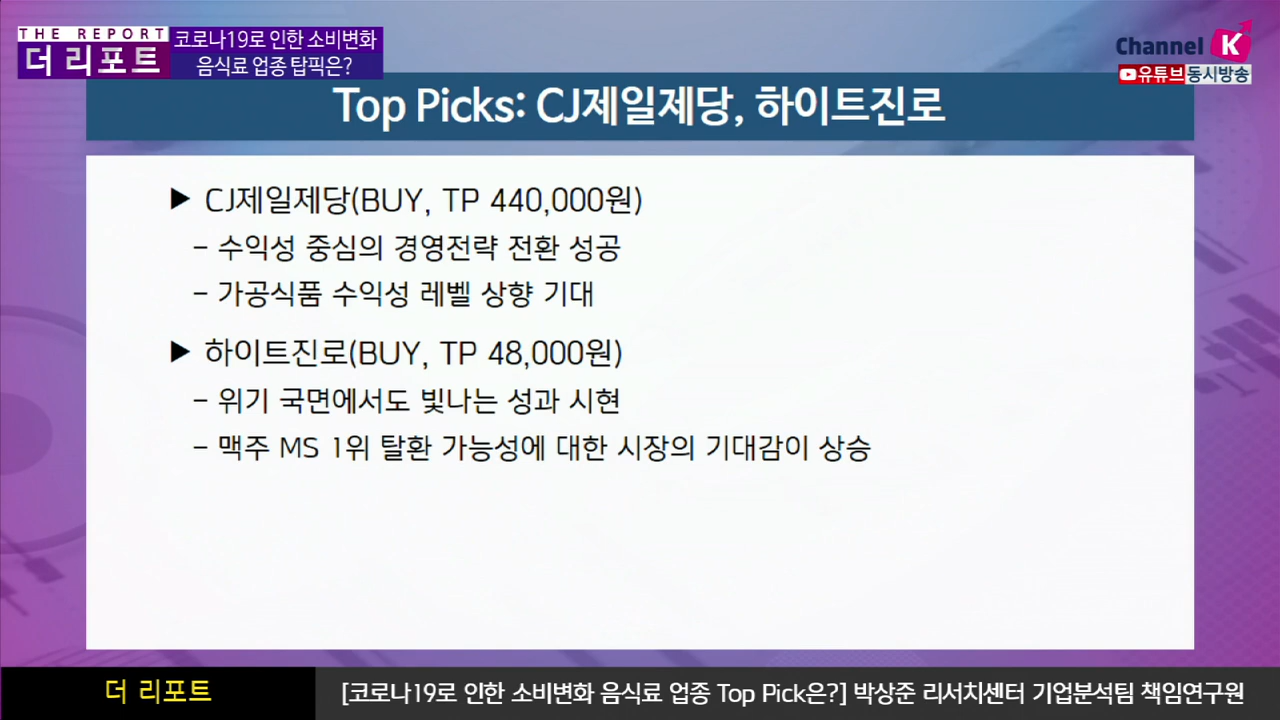 THE REPORT
더 리포트
코로나19로 인한 소비변화
음식료 업종 탑픽은?
Channel K
유튜브동시방송
Top Picks: CJ제일제당, 하이트진로
▶ CJ제일제당(BUY, TP 440,000원)
– 수익성 중심의 경영전략 전환 성공
– 가공식품 수익성 레벨 상향 기대
▶ 하이트진로(BUY, TP 48,000원)
– 위기 국면에서도 빛나는 성과 시현
– 맥주 MS 1위 탈환 가능성에 대한 시장의 기대감이 상승
더 리포트
[코로나19로 인한 소비변화 음식료 업종 Top Pick은?] 박상준 리서치센터 기업분석팀 책임연구원